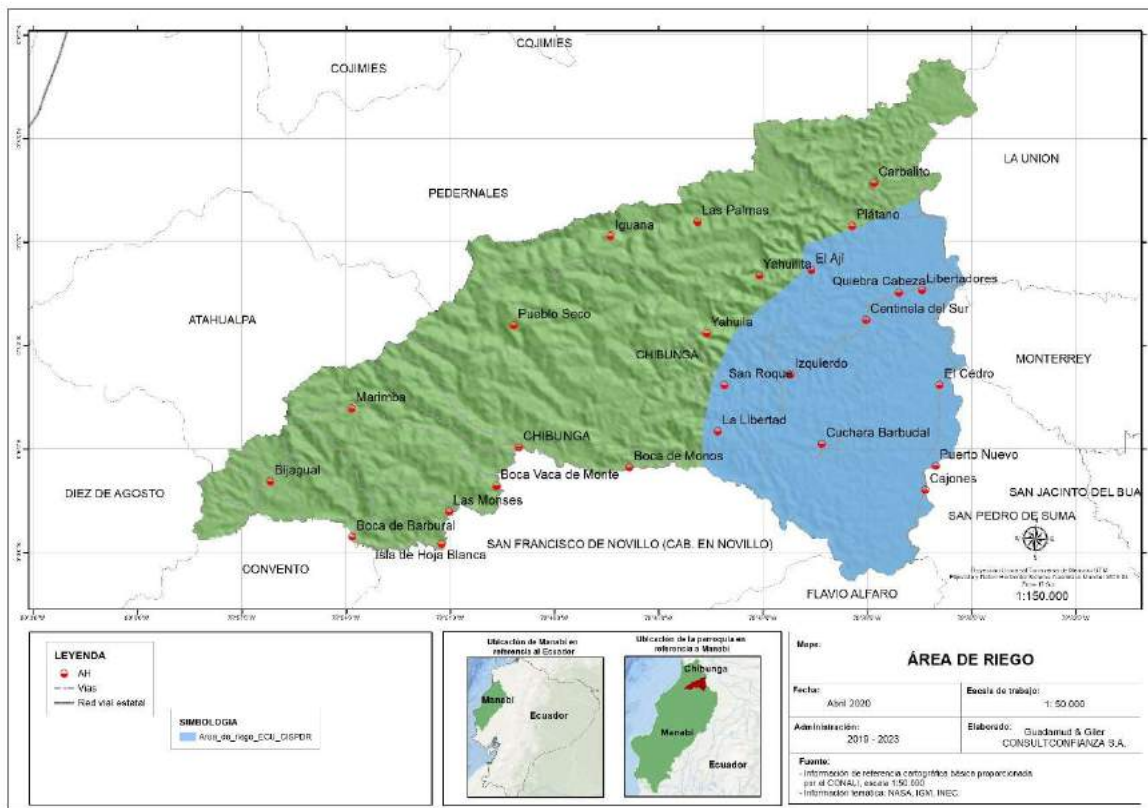 COJIMIES
COJIMIES
LA UNION
Carbalito
PEDERNALES
Las Palmas
Plátano
Iguana
El Ají
Yahuilita
Quiebra Cabeza
Libertadores
Centinela del Sur
ATAHUALPA
Pueblo Seco
Yahuila
CHIBUNGA
MONTERREY
Izquierdo
San Roque
El Cedro
Marimba
La Libertad
CHIBUNGA
Cuchara Barbudal
Boca de Monos
Puerto Nuevo
Bijagual
Boca Vaca de Monte
Cajones
DIEZ DE AGOSTO
SAN JACINTO DEL BUA
Las Monses
SAN PEDRO DE SUMA
Boca de Barbural
SAN FRANCISCO DE NOVILLO (CAB. EN NOVILLO)
Isla de Hoja Blanca
CONVENTO
FLAVIO ALFARO
1:150.000
LEYENDA
AH
Vías
Red vial estatal
SIMBOLOGIA
Area_de_riego_ECU_CISPDR
Ubicación de Manabí en
referencia al Ecuador
Manabí
Ecuador
Ubicación de la parroquia en
referencia a Manabí
Chibunga
Manabí
Ecuador
Mapa:
ÁREA DE RIEGO
Fecha:
Abril 2020
Escala de trabajo:
1: 50 000
Administración:
2019 - 2023
Elaborado:
Guadamud & Giler
CONSULTCONFIANZA S.A.
Fuente:
- Información de referencia cartográfica básica proporcionada
por el CONALI, escala 1:50.000
- Información temática: NASA, IGM, INEC.